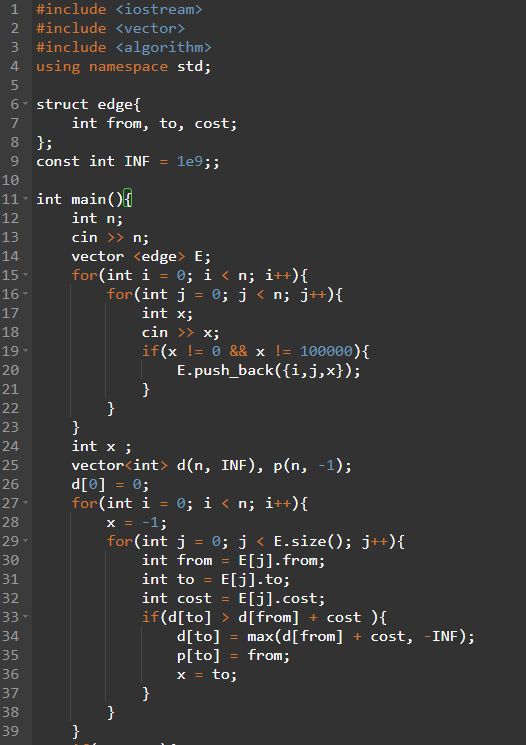 1 #include <iostream>
2 #include <vector>
3 #include <algorithm>
4 using namespace std;
5
6 struct edge{
7     int from, to, cost;
8 };
9 const int INF = 1e9;;
10
11 int main(){
12     int n;
13     cin >> n;
14     vector <edge> E;
15     for(int i = 0; i < n; i++){
16         for(int j = 0; j < n; j++){
17             int x;
18             cin >> x;
19             if(x != 0 && x != 100000){
20                 E.push_back({i,j,x});
21             }
22         }
23     }
24     int x ;
25     vector<int> d(n, INF), p(n, -1);
26     d[0] = 0;
27     for(int i = 0; i < n; i++){
28         x = -1;
29         for(int j = 0; j < E.size(); j++){
30             int from = E[j].from;
31             int to = E[j].to;
32             int cost = E[j].cost;
33             if(d[to] > d[from] + cost ){
34                 d[to] = max(d[from] + cost, -INF);
35                 p[to] = from;
36                 x = to;
37             }
38         }
39     }